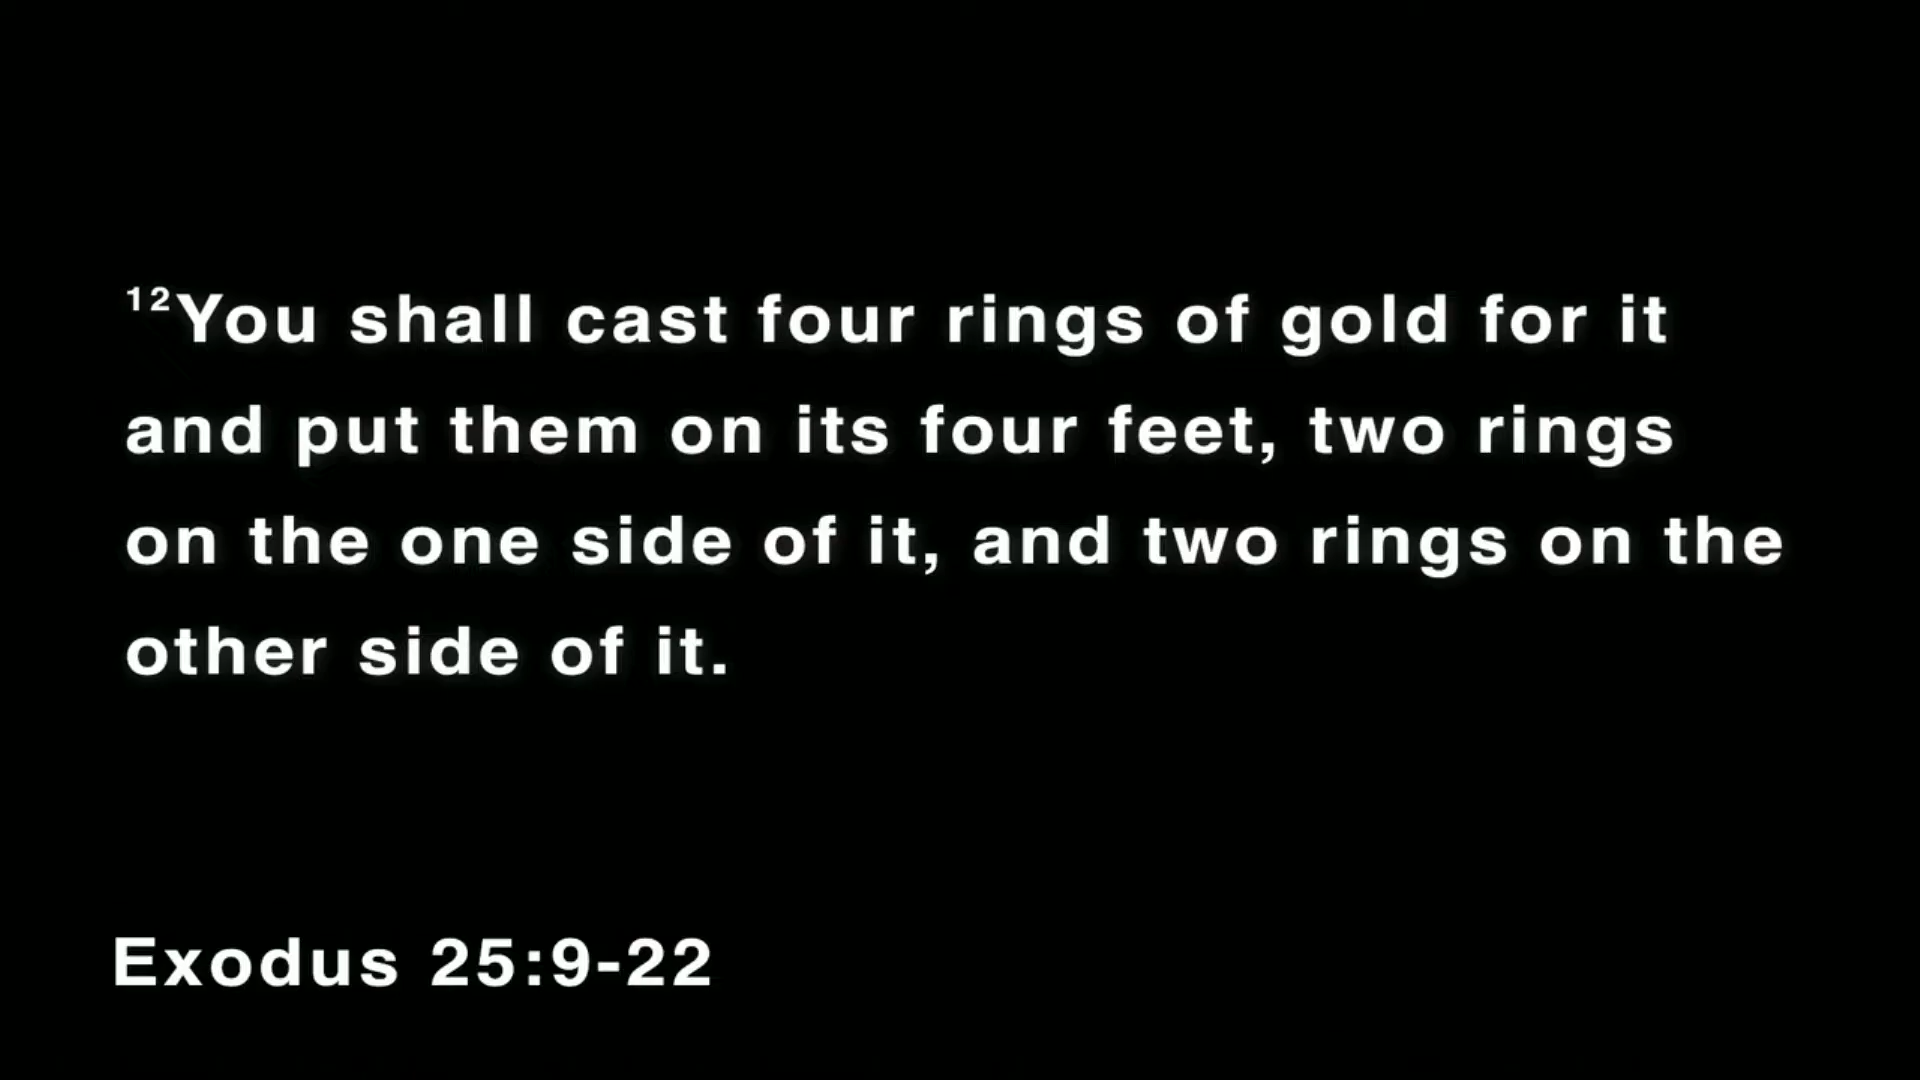 ¹²You shall cast four rings of gold for it
and put them on its four feet, two rings
on the one side of it, and two rings on the
other side of it.
Exodus 25:9-22